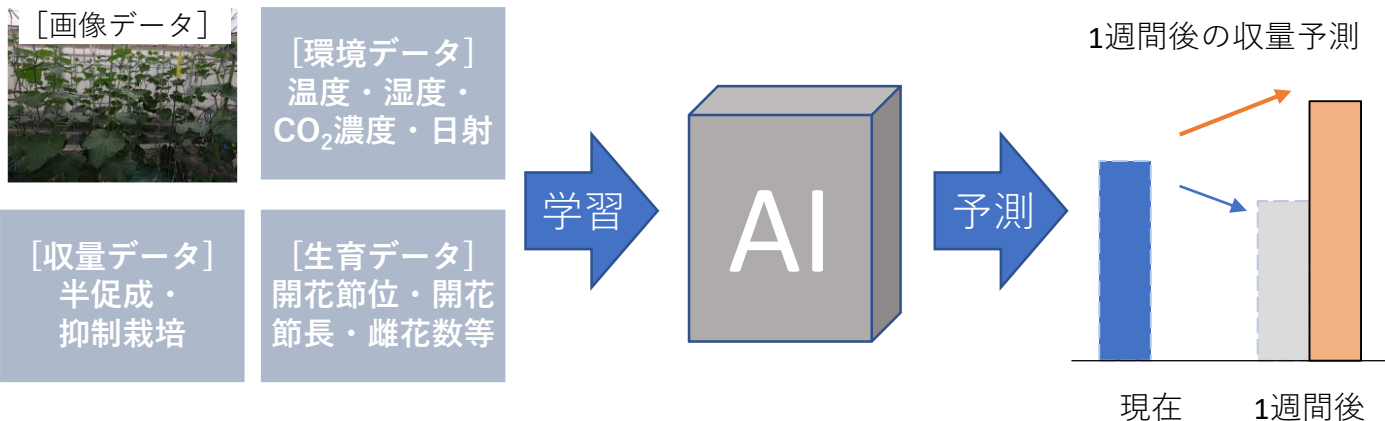 [画像データ]
[環境データ]
温度・湿度・
CO₂濃度・日射
[収量データ]
半促成・
抑制栽培
[生育データ]
開花節位・開花
節長・雌花数等
学習
AI
予測
1週間後の収量予測
現在
1週間後